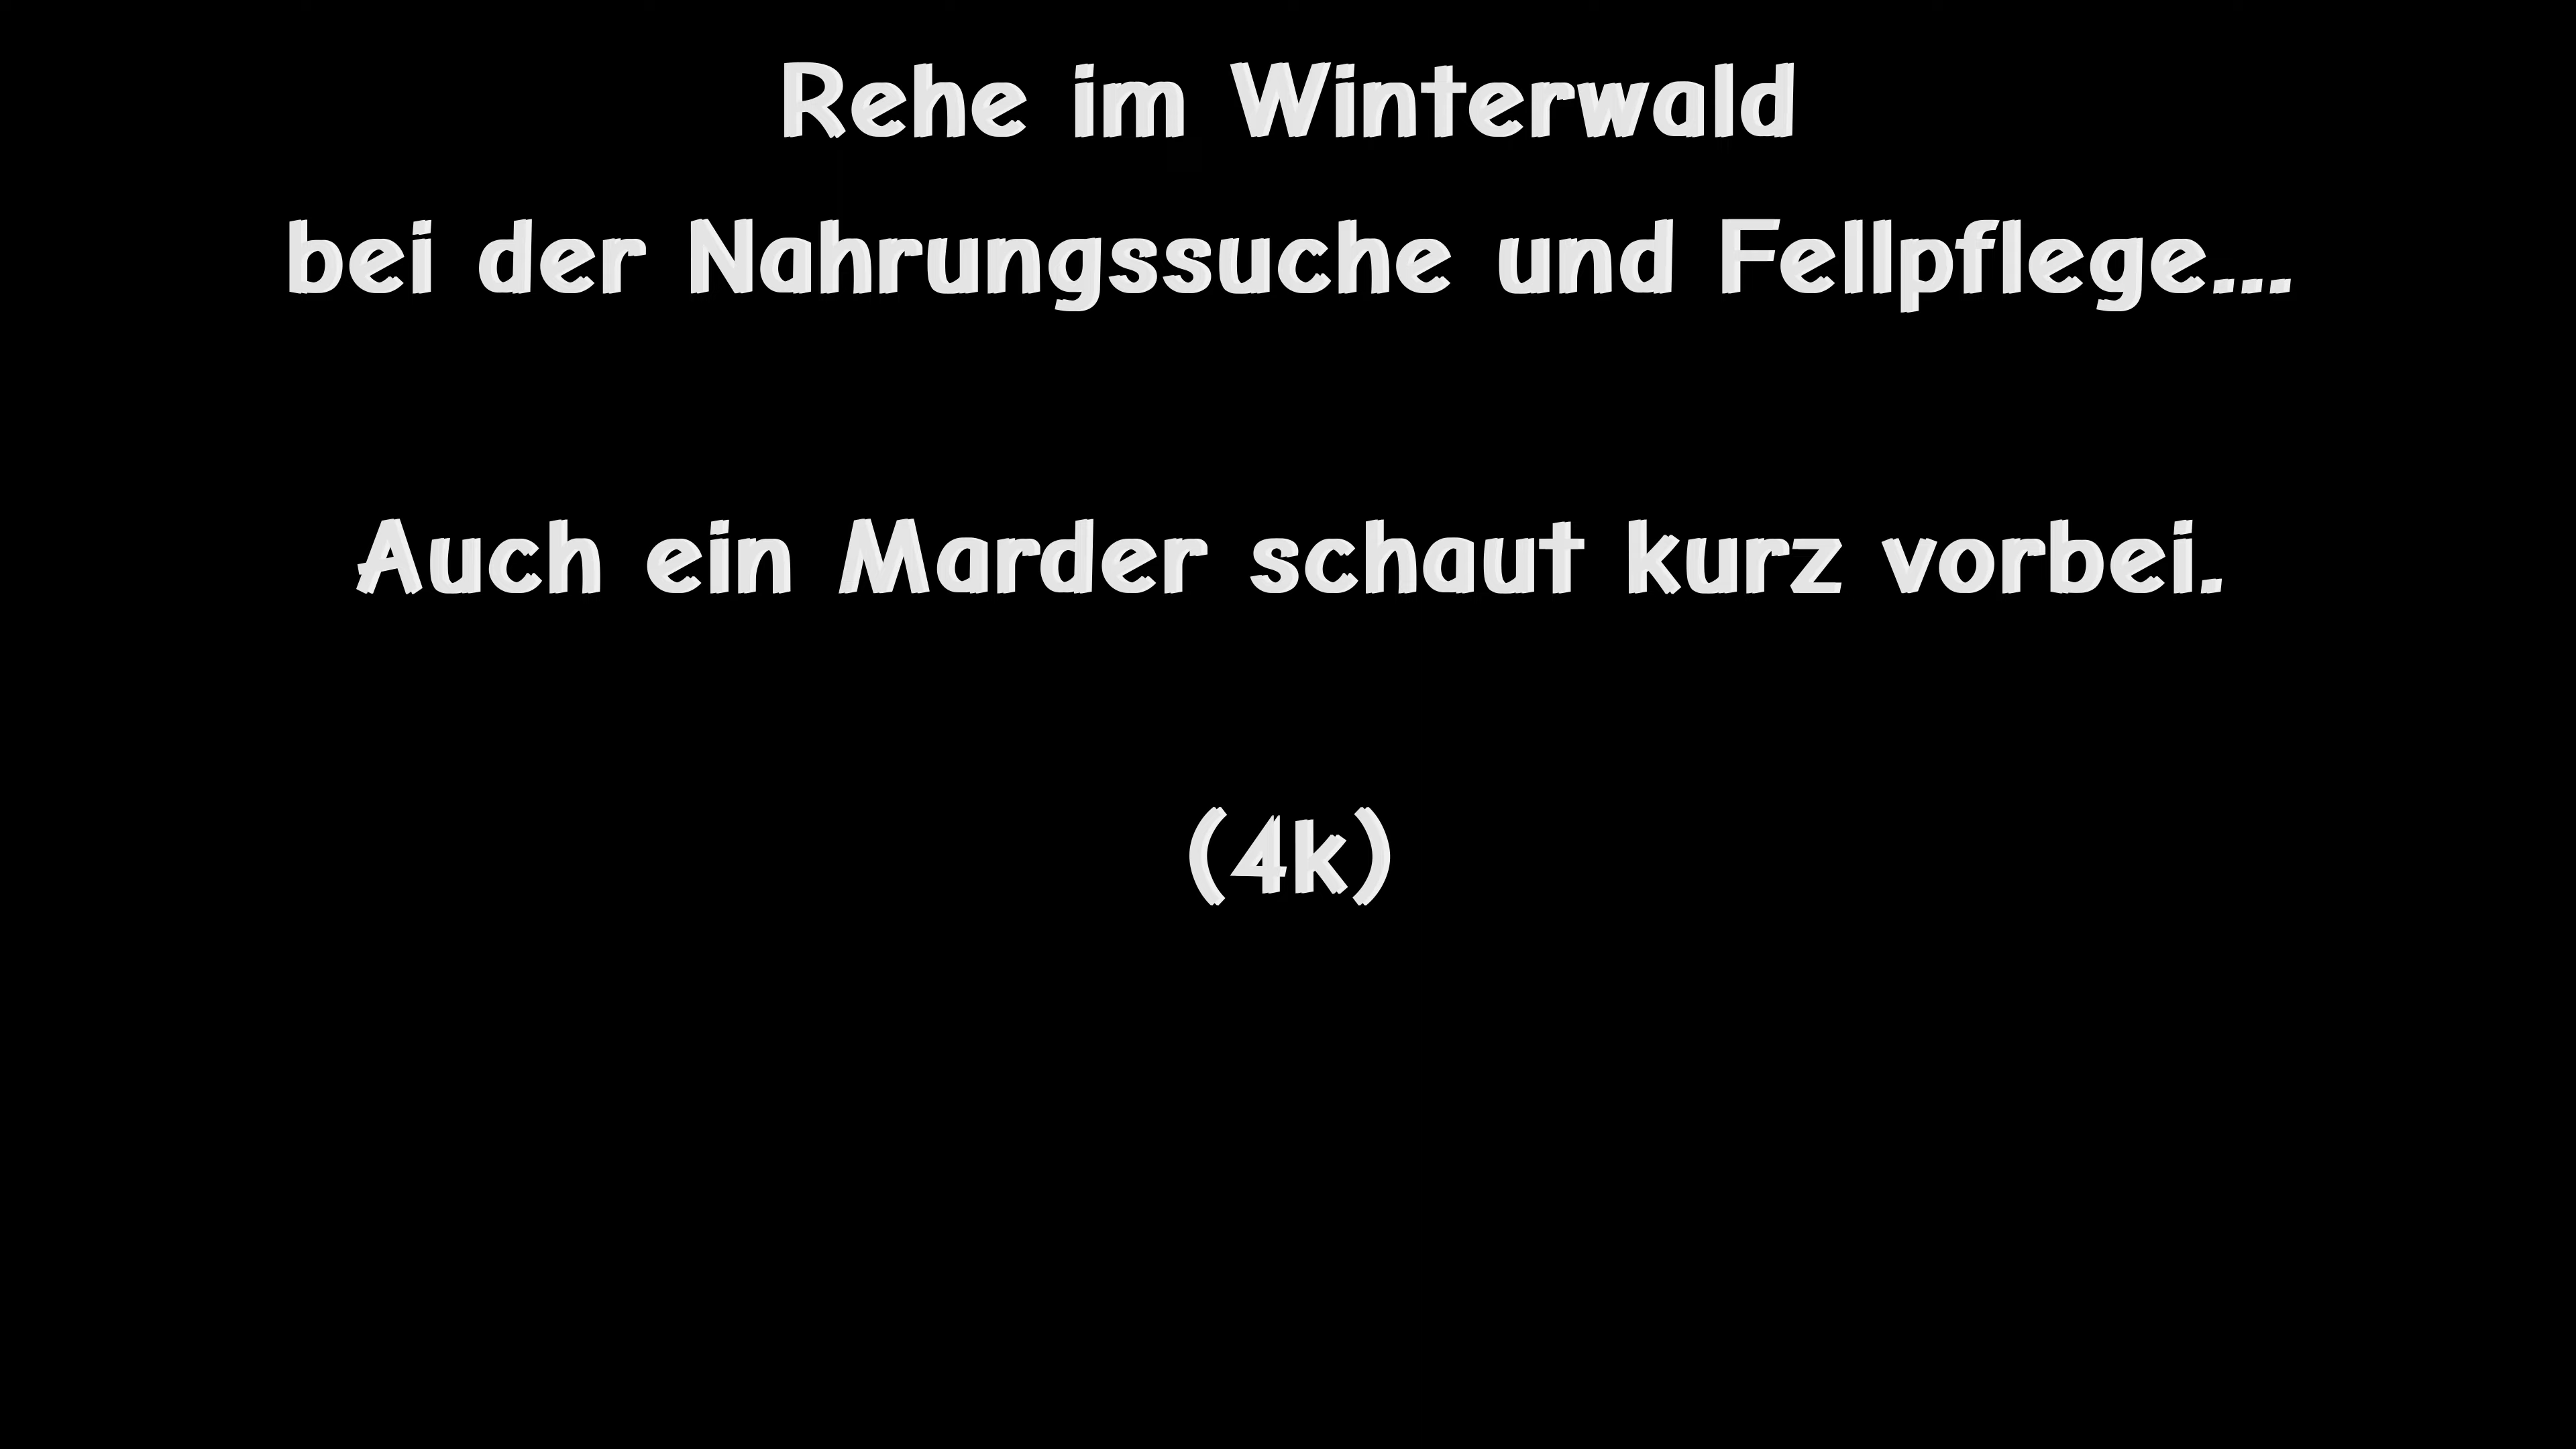 Rehe im Winterwald
bei der Nahrungssuche und Fellpflege...
Auch ein Marder schaut kurz vorbei.
(4k)